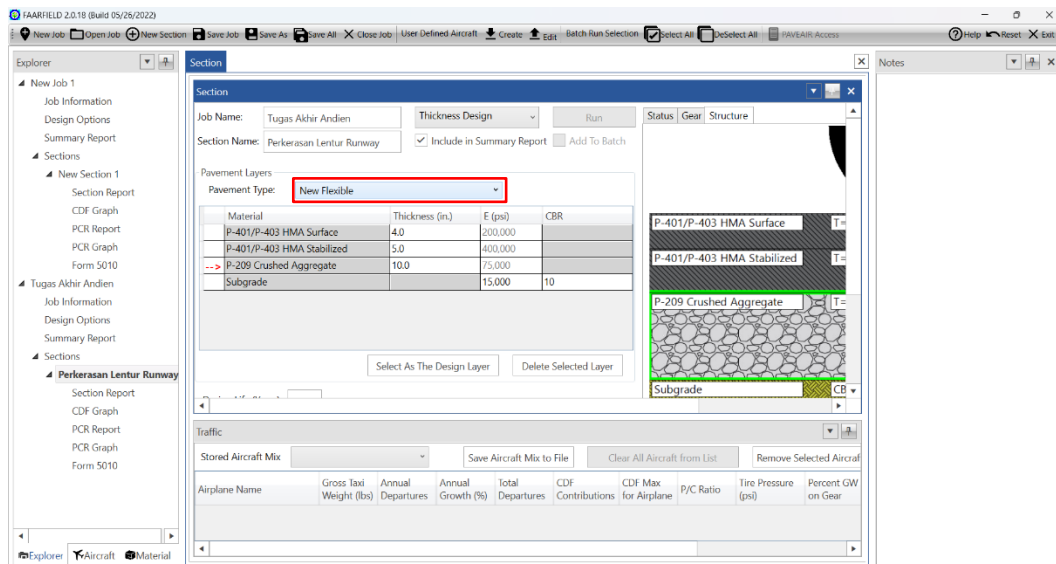 FAARFIELD 2.0.18 (Build 05/26/2022)
New Job Open Job New Section Save Job Save As Save All Close Job User Defined Aircraft Create Edit Batch Run Selection Select All DeSelect All PAVEAIR Access Help Reset Exit
Explorer
New Job 1
Job Information
Design Options
Summary Report
Sections
New Section 1
Section Report
CDF Graph
PCR Report
PCR Graph
Form 5010
Tugas Akhir Andien
Job Information
Design Options
Summary Report
Sections
Perkerasan Lentur Runway
Section Report
CDF Graph
PCR Report
PCR Graph
Form 5010
Explorer Aircraft Material
Section
Section
Job Name: Tugas Akhir Andien Thickness Design Run
Section Name: Perkerasan Lentur Runway Include in Summary Report Add To Batch
Pavement Layers
Pavement Type: New Flexible
Material Thickness (in.) E (psi) CBR
P-401/P-403 HMA Surface 4.0 200,000
P-401/P-403 HMA Stabilized 5.0 400,000
--> P-209 Crushed Aggregate 10.0 75,000
Subgrade 15,000 10
Select As The Design Layer Delete Selected Layer
Status Gear Structure
P-401/P-403 HMA Surface T=
P-401/P-403 HMA Stabilized T=
P-209 Crushed Aggregate T=
Subgrade CB
Traffic
Stored Aircraft Mix Save Aircraft Mix to File Clear All Aircraft from List Remove Selected Aircraf
Airplane Name Gross Taxi Weight (lbs) Annual Departures Annual Growth (%) Total Departures CDF Contributions CDF Max for Airplane P/C Ratio Tire Pressure (psi) Percent GW on Gear
Notes